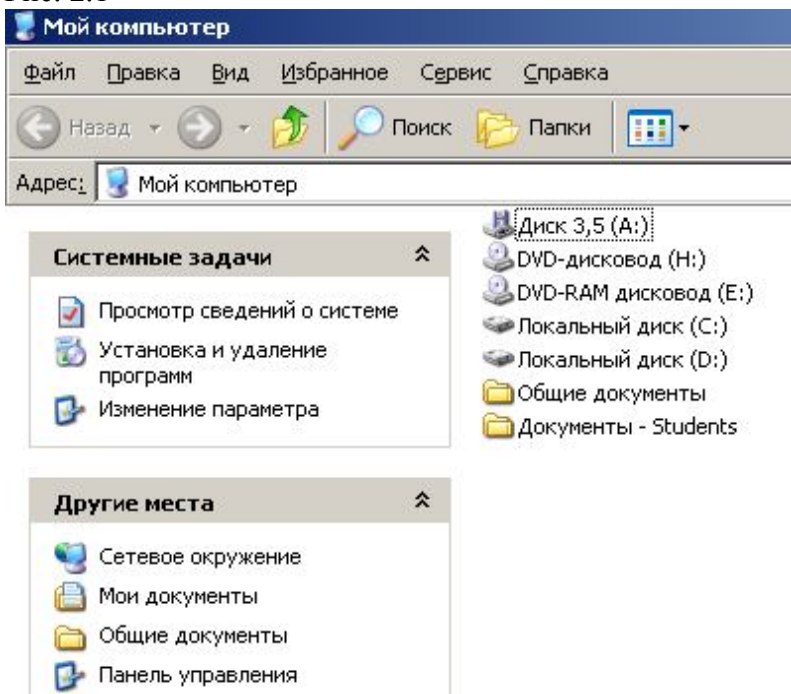 Мой компьютер
Файл Правка Вид Избранное Сервис Справка
Назад Поиск Папки
Адрес: Мой компьютер
Системные задачи
Просмотр сведений о системе
Установка и удаление
программ
Изменение параметра
Другие места
Сетевое окружение
Мои документы
Общие документы
Панель управления
Диск 3,5 (A:)
DVD-дисковод (H:)
DVD-RAM дисковод (E:)
Локальный диск (C:)
Локальный диск (D:)
Общие документы
Документы - Students